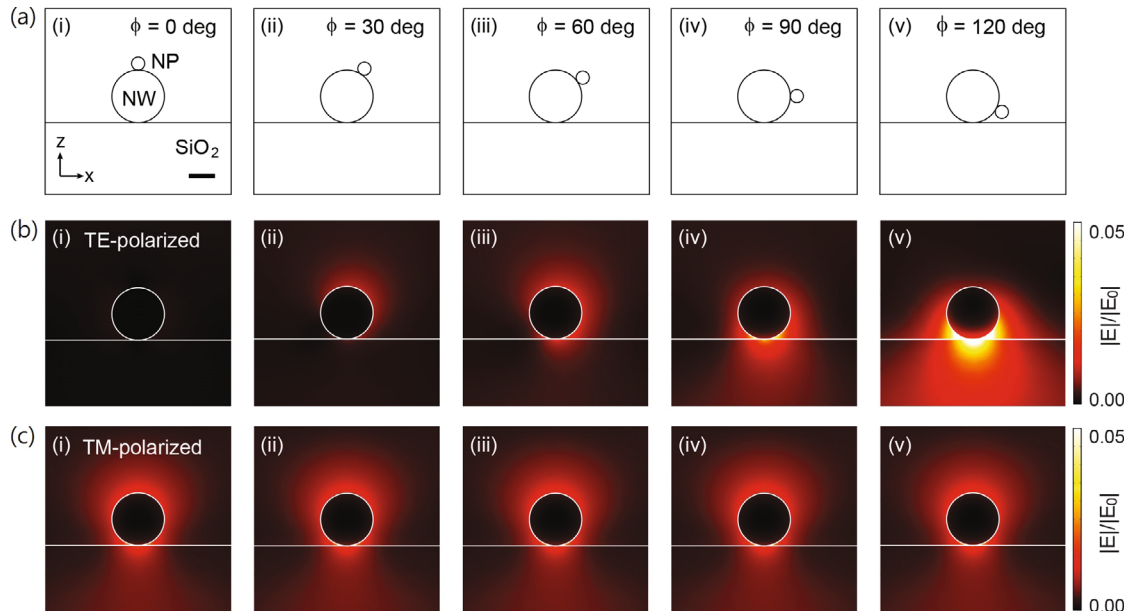 (a)
(i) ϕ = 0 deg
(ii) ϕ = 30 deg
(iii) ϕ = 60 deg
(iv) ϕ = 90 deg
(v) ϕ = 120 deg
NP
NW
z
x
SiO₂
(b)
(i) TE-polarized
(ii)
(iii)
(iv)
(v)
0.05
|E|/|E₀|
0.00
(c)
(i) TM-polarized
(ii)
(iii)
(iv)
(v)
0.05
|E|/|E₀|
0.00